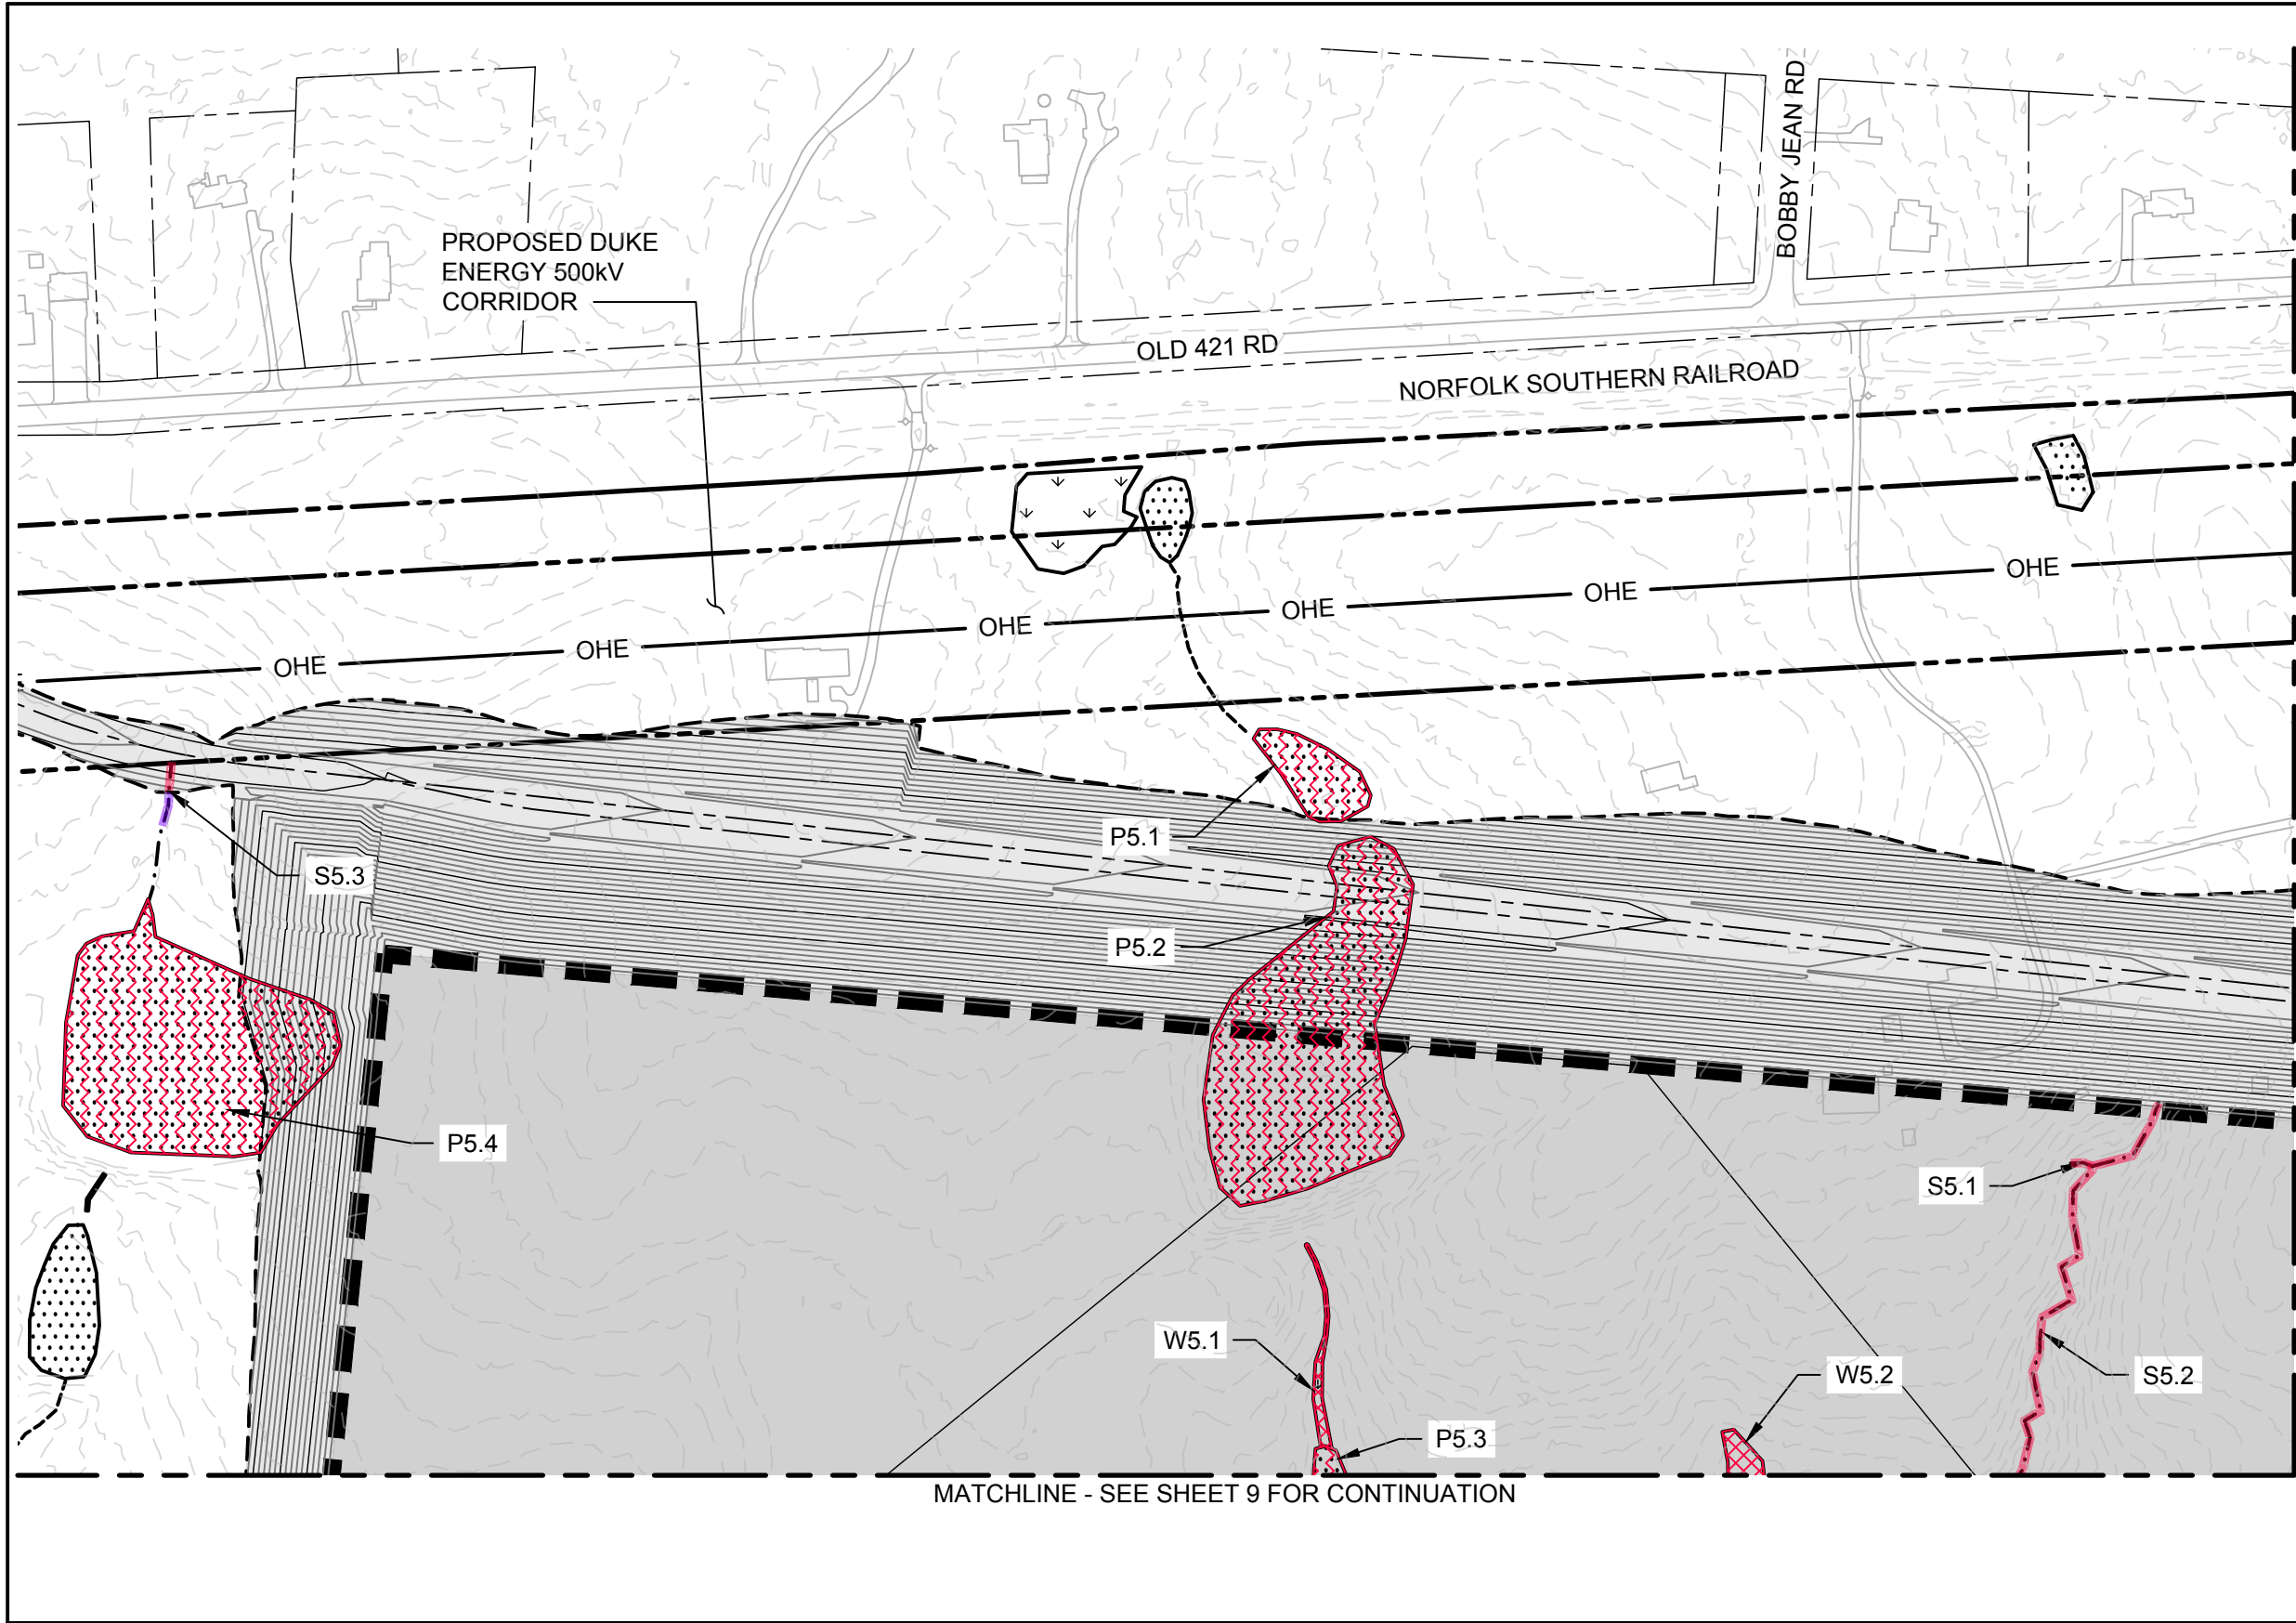 BOBBY JEAN RD
PROPOSED DUKE
ENERGY 500kV
CORRIDOR
OLD 421 RD
NORFOLK SOUTHERN RAILROAD
OHE
OHE
OHE
OHE
OHE
OHE
P5.1
S5.3
P5.2
P5.4
S5.1
W5.1
W5.2
S5.2
P5.3
MATCHLINE - SEE SHEET 9 FOR CONTINUATION